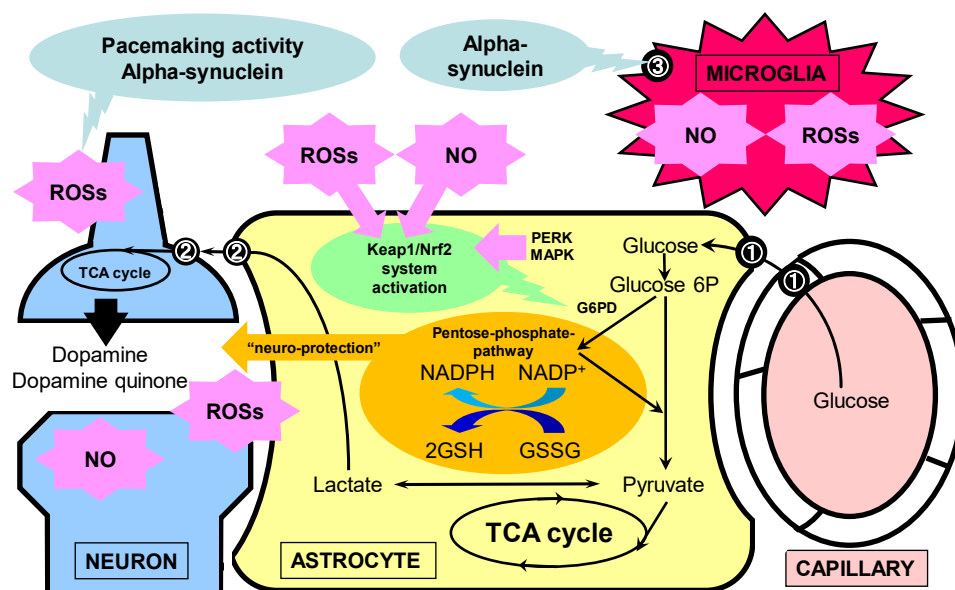 Pacemaking activity
Alpha-synuclein
Alpha-
synuclein
③
MICROGLIA
NO
ROSs
ROSs
ROSs
NO
Keap1/Nrf2
system
activation
PERK
MAPK
Glucose
①
①
Glucose 6P
G6PD
②
②
TCA cycle
Dopamine
Dopamine quinone
"neuro-protection"
Pentose-phosphate-
pathway
NADPH
NADP⁺
2GSH
GSSG
Glucose
ROSs
NO
Lactate
Pyruvate
TCA cycle
NEURON
ASTROCYTE
CAPILLARY